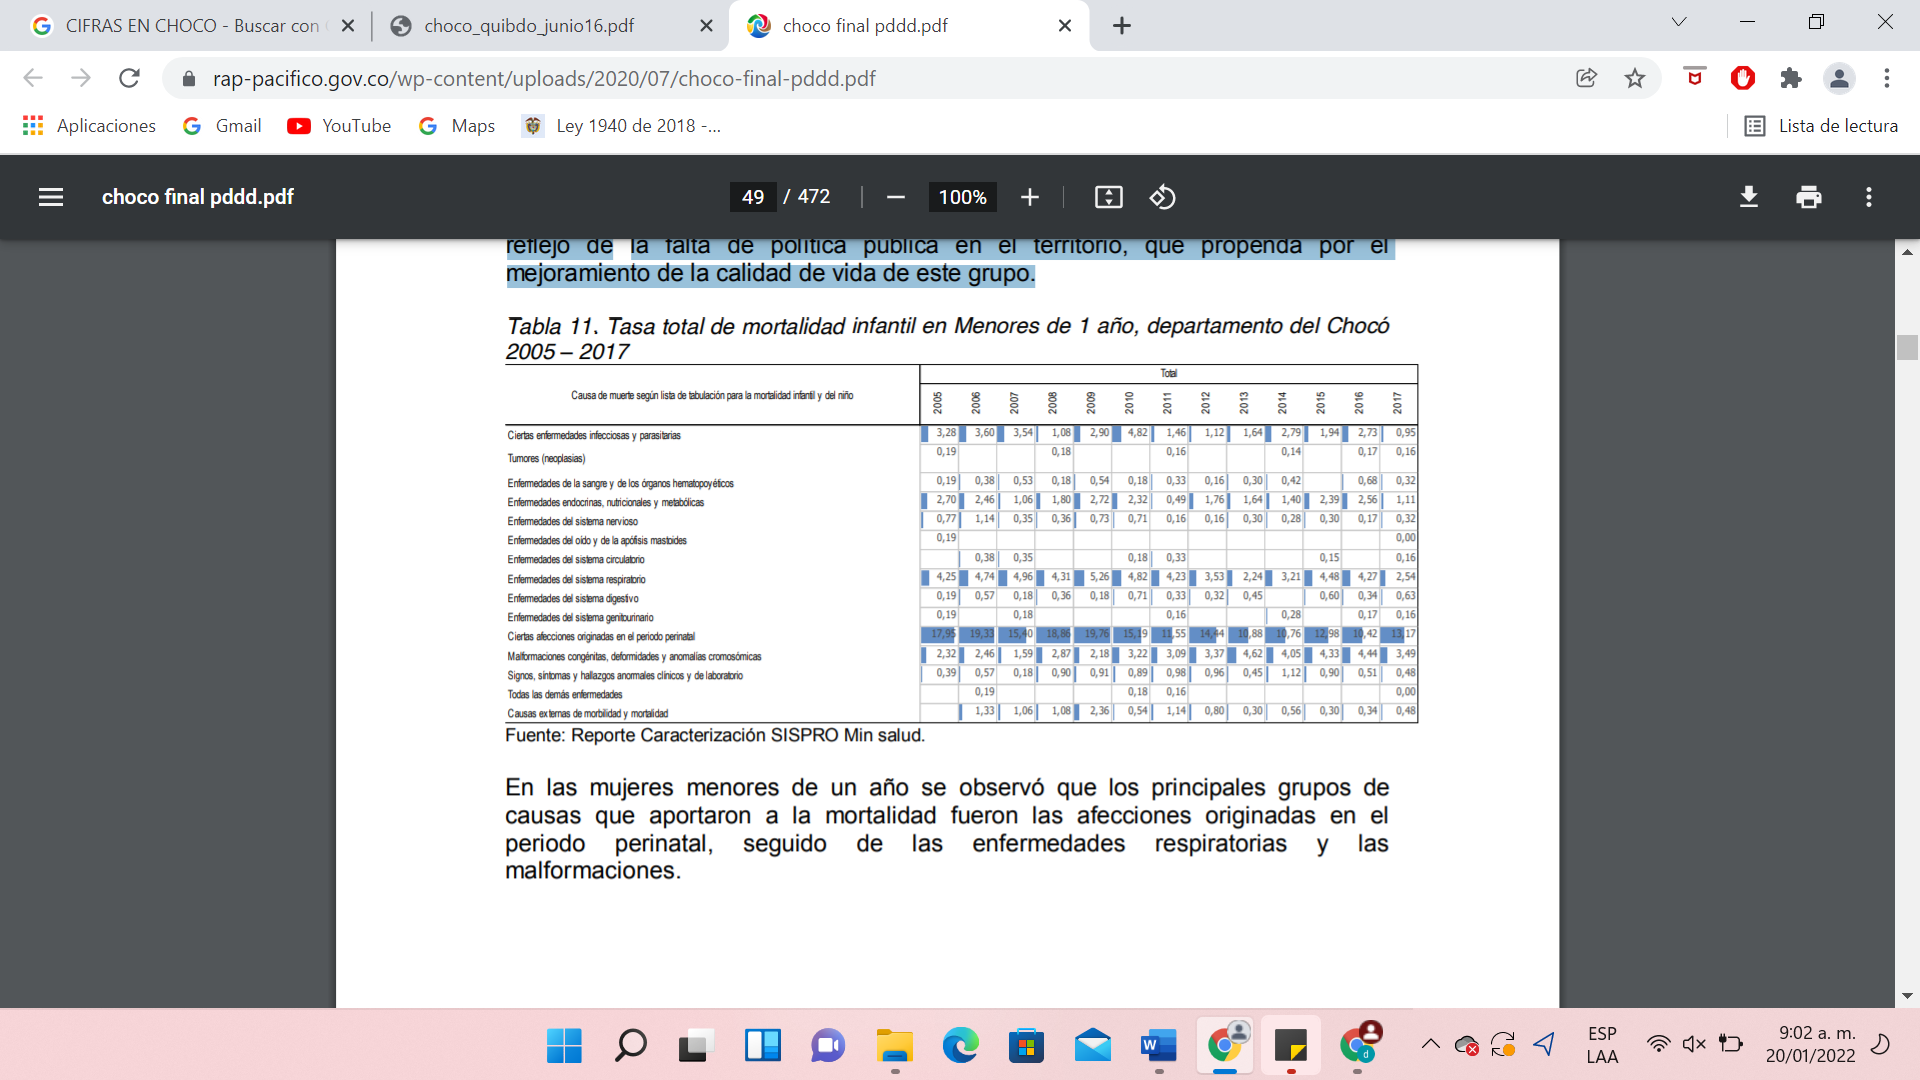 CIFRAS EN CHOCO - Buscar con
choco_quibdo_junio16.pdf
choco final pddd.pdf
rap-pacifico.gov.co/wp-content/uploads/2020/07/choco-final-pddd.pdf
Aplicaciones Gmail YouTube Maps Ley 1940 de 2018 -... Lista de lectura
choco final pddd.pdf 49 / 472 100%
reflejo de la falta de política pública en el territorio, que propenda por el
mejoramiento de la calidad de vida de este grupo.
Tabla 11. Tasa total de mortalidad infantil en Menores de 1 año, departamento del Chocó
2005 – 2017
Total
Causa de muerte según lista de tabulación para la mortalidad infantil y del niño 2005 2006 2007 2008 2009 2010 2011 2012 2013 2014 2015 2016 2017
Ciertas enfermedades infecciosas y parasitarias 3,28 3,60 3,54 1,08 2,90 4,82 1,46 1,12 1,64 2,79 1,94 2,73 0,95
Tumores (neoplasias) 0,19 0,18 0,16 0,14 0,17 0,16
Enfermedades de la sangre y de los órganos hematopoyéticos 0,19 0,38 0,53 0,18 0,54 0,18 0,33 0,16 0,30 0,42 0,68 0,32
Enfermedades endocrinas, nutricionales y metabólicas 2,70 2,46 1,06 1,80 2,72 2,32 0,49 1,76 1,64 1,40 2,39 2,56 1,11
Enfermedades del sistema nervioso 0,77 1,14 0,35 0,36 0,73 0,71 0,16 0,16 0,30 0,28 0,30 0,17 0,32
Enfermedades del oído y de la apófisis mastoides 0,19 0,00
Enfermedades del sistema circulatorio 0,38 0,35 0,18 0,33 0,15 0,16
Enfermedades del sistema respiratorio 4,25 4,74 4,96 4,31 5,26 4,82 4,23 3,53 2,24 3,21 4,48 4,27 2,54
Enfermedades del sistema digestivo 0,19 0,57 0,18 0,36 0,18 0,71 0,33 0,32 0,45 0,60 0,34 0,63
Enfermedades del sistema genitourinario 0,19 0,18 0,16 0,28 0,17 0,16
Ciertas afecciones originadas en el periodo perinatal 17,95 19,33 15,40 18,86 19,76 15,19 11,55 14,44 10,88 10,76 12,98 10,42 13,17
Malformaciones congénitas, deformidades y anomalías cromosómicas 2,32 2,46 1,59 2,87 2,18 3,22 3,09 3,37 4,62 4,05 4,33 4,44 3,49
Signos, síntomas y hallazgos anormales clínicos y de laboratorio 0,39 0,57 0,18 0,90 0,91 0,89 0,98 0,96 0,45 1,12 0,90 0,51 0,48
Todas las demás enfermedades 0,19 0,18 0,16 0,00
Causas externas de morbilidad y mortalidad 1,33 1,06 1,08 2,36 0,54 1,14 0,80 0,30 0,56 0,30 0,34 0,48
Fuente: Reporte Caracterización SISPRO Min salud.
En las mujeres menores de un año se observó que los principales grupos de
causas que aportaron a la mortalidad fueron las afecciones originadas en el
periodo perinatal, seguido de las enfermedades respiratorias y las
malformaciones.
ESP
LAA
9:02 a. m.
20/01/2022